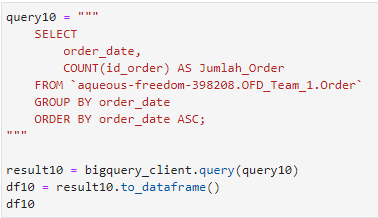 query10 = """
    SELECT
        order_date,
        COUNT(id_order) AS Jumlah_Order
    FROM `aqueous-freedom-398208.OFD_Team_1.Order`
    GROUP BY order_date
    ORDER BY order_date ASC;
"""

result10 = bigquery_client.query(query10)
df10 = result10.to_dataframe()
df10